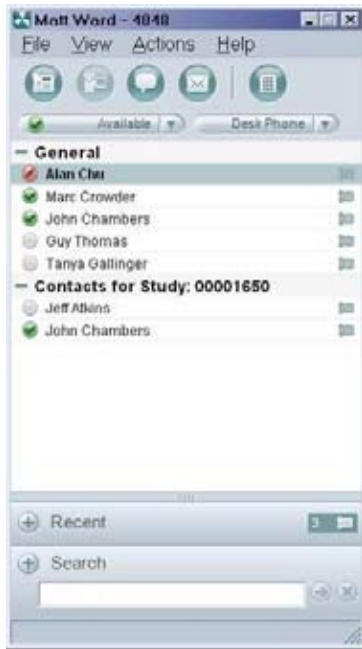 Matt Ward - 4848
File View Actions Help
Available Desk Phone
General
Alan Chu
Marc Crowder
John Chambers
Guy Thomas
Tanya Gallinger
Contacts for Study: 00001650
Jeff Atkins
John Chambers
Recent 3
Search